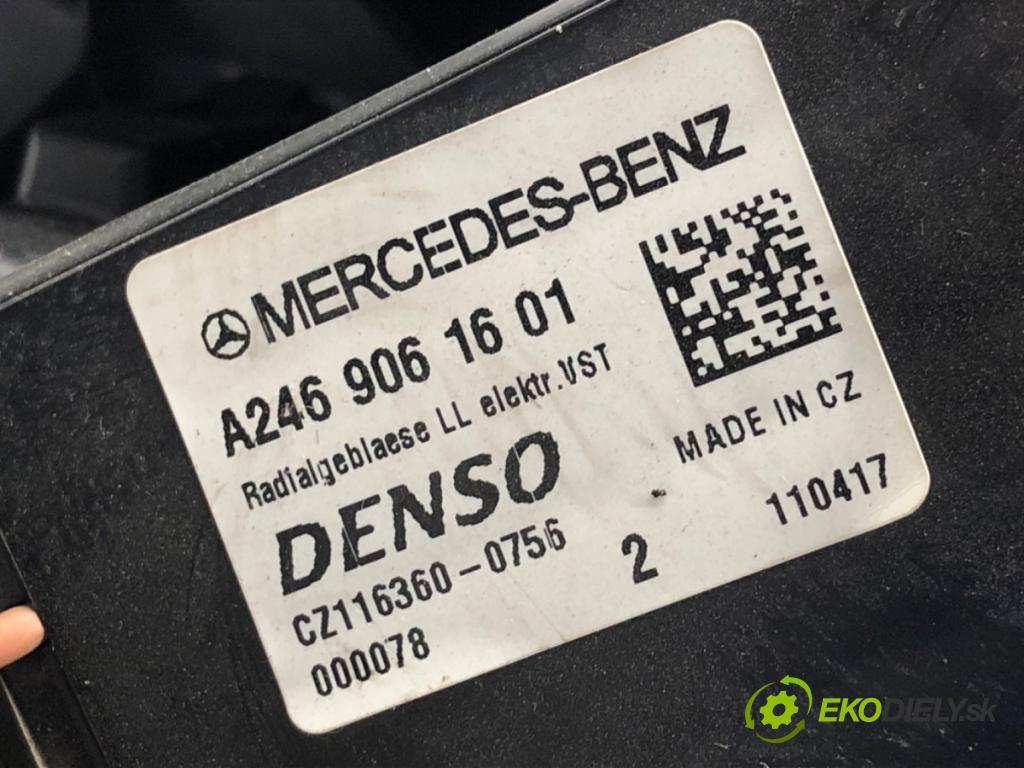 MERCEDES-BENZ
A246 906 16 01
Radialgeblaese LL elektr.VST
DENSO
MADE IN CZ
CZ116360-0756
2
110417
000078
EKODIELY.sk